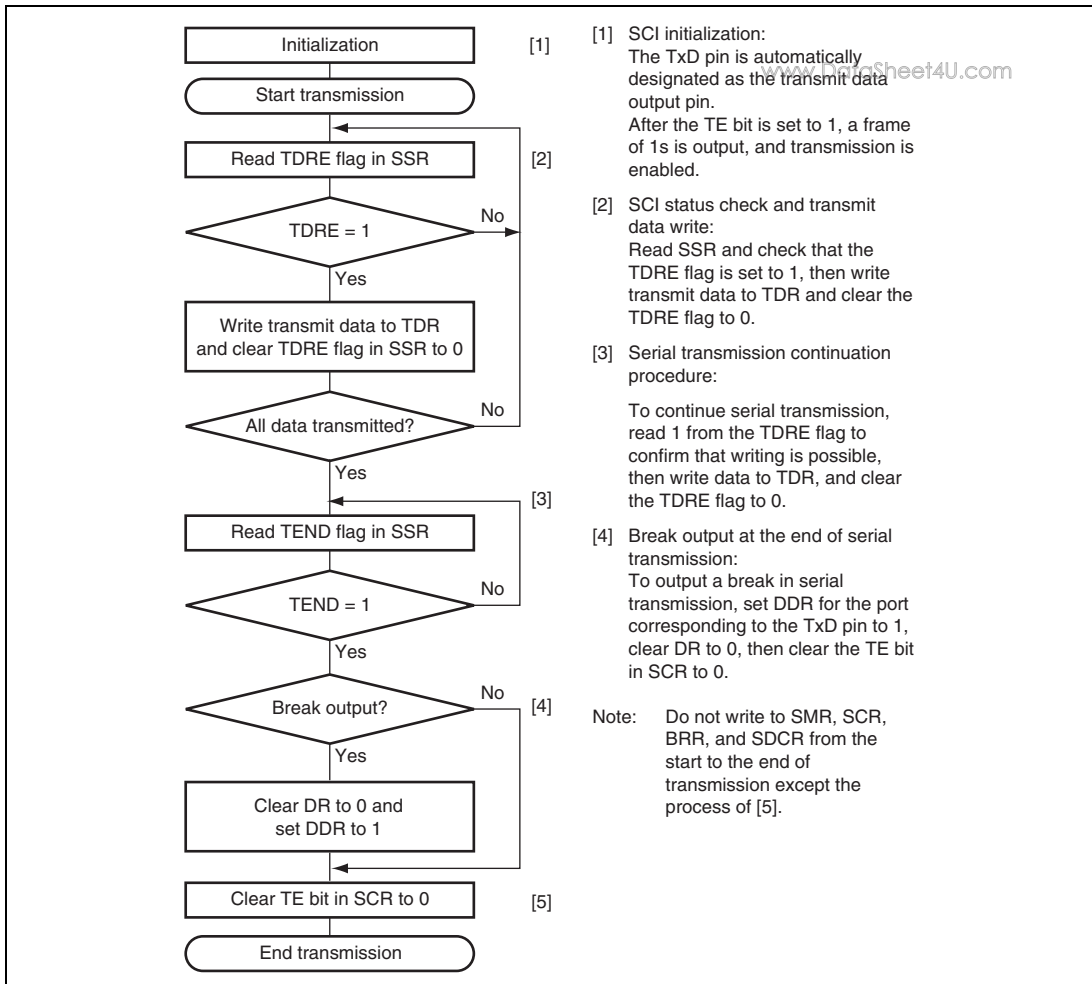 Initialization
[1]
Start transmission
Read TDRE flag in SSR
[2]
No
TDRE = 1
Yes
Write transmit data to TDR
and clear TDRE flag in SSR to 0
No
All data transmitted?
Yes
[3]
Read TEND flag in SSR
No
TEND = 1
Yes
No
Break output?
[4]
Yes
Clear DR to 0 and
set DDR to 1
Clear TE bit in SCR to 0
[5]
End transmission
[1] SCI initialization:
The TxD pin is automatically
www.DataSheet4U.com
designated as the transmit data
output pin.
After the TE bit is set to 1, a frame
of 1s is output, and transmission is
enabled.
[2] SCI status check and transmit
data write:
Read SSR and check that the
TDRE flag is set to 1, then write
transmit data to TDR and clear the
TDRE flag to 0.
[3] Serial transmission continuation
procedure:
To continue serial transmission,
read 1 from the TDRE flag to
confirm that writing is possible,
then write data to TDR, and clear
the TDRE flag to 0.
[4] Break output at the end of serial
transmission:
To output a break in serial
transmission, set DDR for the port
corresponding to the TxD pin to 1,
clear DR to 0, then clear the TE bit
in SCR to 0.
Note: Do not write to SMR, SCR,
BRR, and SDCR from the
start to the end of
transmission except the
process of [5].